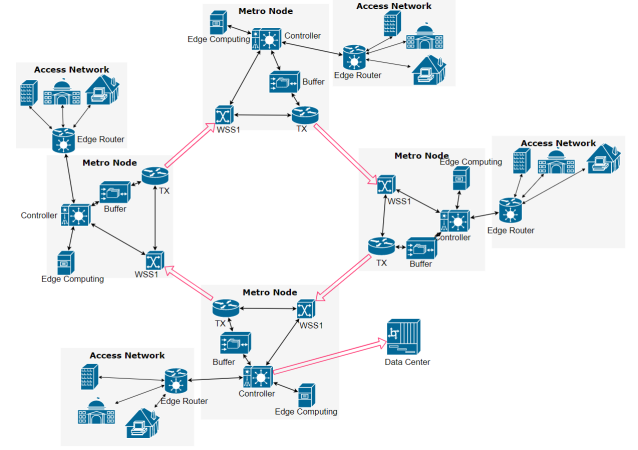 Metro Node
Controller
Edge Computing
Buffer
WSS1
TX
Access Network
Edge Router
Access Network
Edge Router
Metro Node
TX
Buffer
Controller
Edge Computing
WSS1
Metro Node
Edge Computing
WSS1
Controller
TX
Buffer
Access Network
Edge Router
Metro Node
TX
WSS1
Buffer
Controller
Edge Computing
Data Center
Access Network
Edge Router